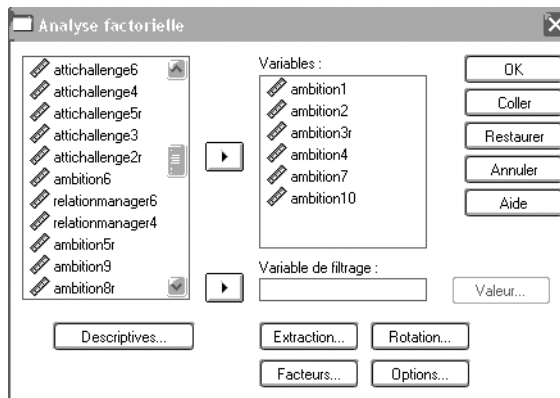 Analyse factorielle
attichallenge6
attichallenge4
attichallenge5r
attichallenge3
attichallenge2r
ambition6
relationmanager6
relationmanager4
ambition5r
ambition9
ambition8r
Variables :
ambition1
ambition2
ambition3r
ambition4
ambition7
ambition10
Variable de filtrage :
OK
Coller
Restaurer
Annuler
Aide
Valeur...
Descriptives...
Extraction...
Rotation...
Facteurs...
Options...